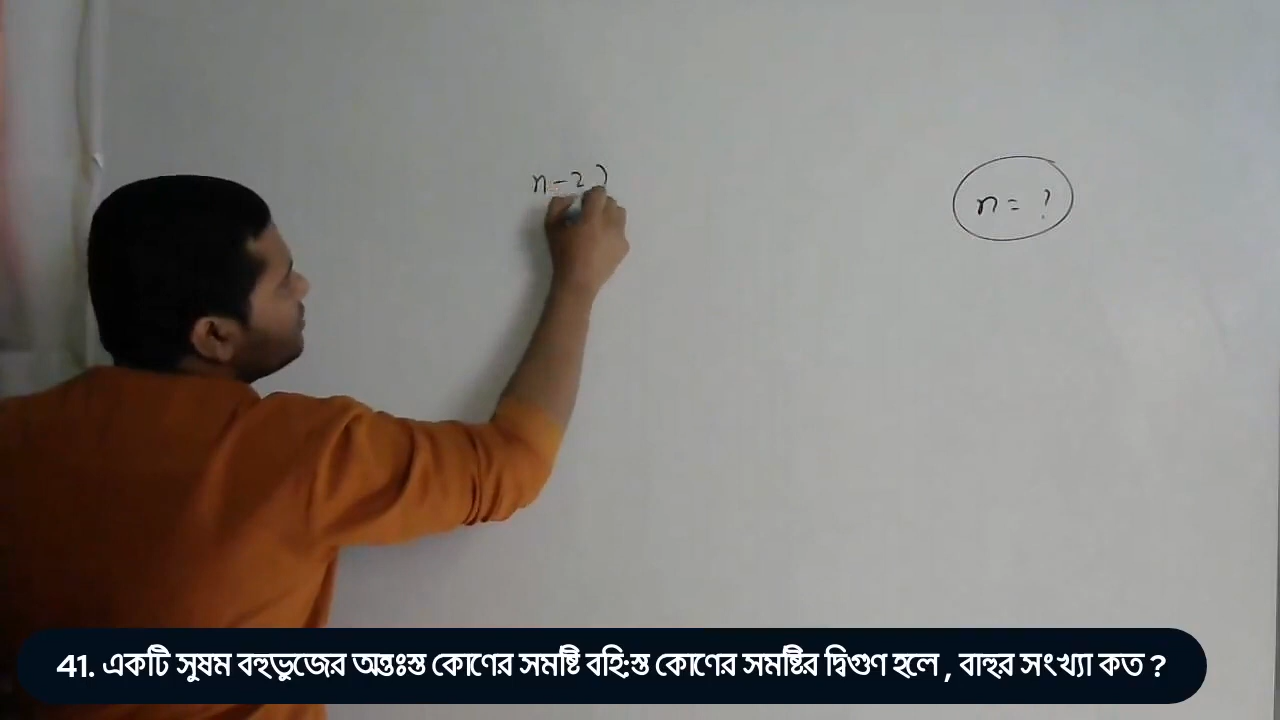 n-2)
n= ?
41. একটি সুষম বহুভুজের অন্তঃস্ত কোণের সমষ্টি বহি:স্ত কোণের সমষ্টির দ্বিগুণ হলে , বাহুর সংখ্যা কত ?